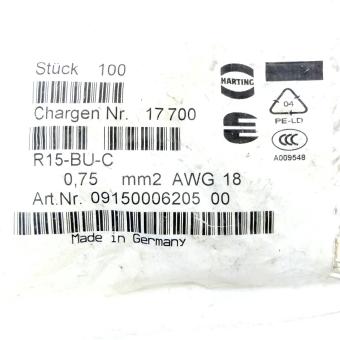 Stück 100
HARTING
04
PE-LD
Chargen Nr. 17 700
CCC
A009548
R15-BU-C
0,75 mm2 AWG 18
Art.Nr. 09150006205 00
Made in Germany